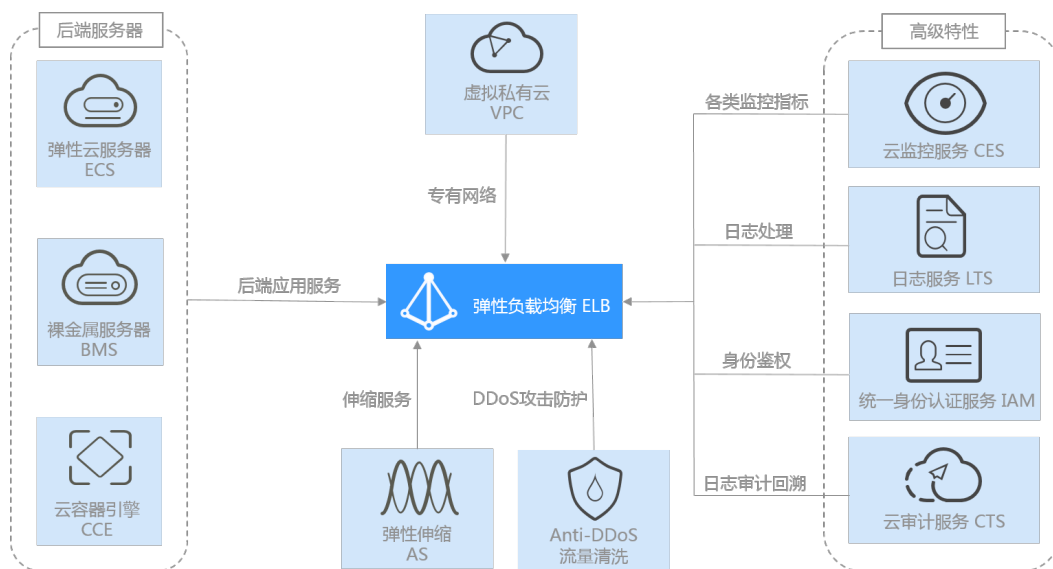 后端服务器
弹性云服务器
ECS
裸金属服务器
BMS
云容器引擎
CCE
后端应用服务
虚拟私有云
VPC
专有网络
弹性负载均衡 ELB
伸缩服务
DDoS攻击防护
弹性伸缩
AS
Anti-DDoS
流量清洗
高级特性
各类监控指标
云监控服务 CES
日志处理
日志服务 LTS
身份鉴权
统一身份认证服务 IAM
日志审计回溯
云审计服务 CTS